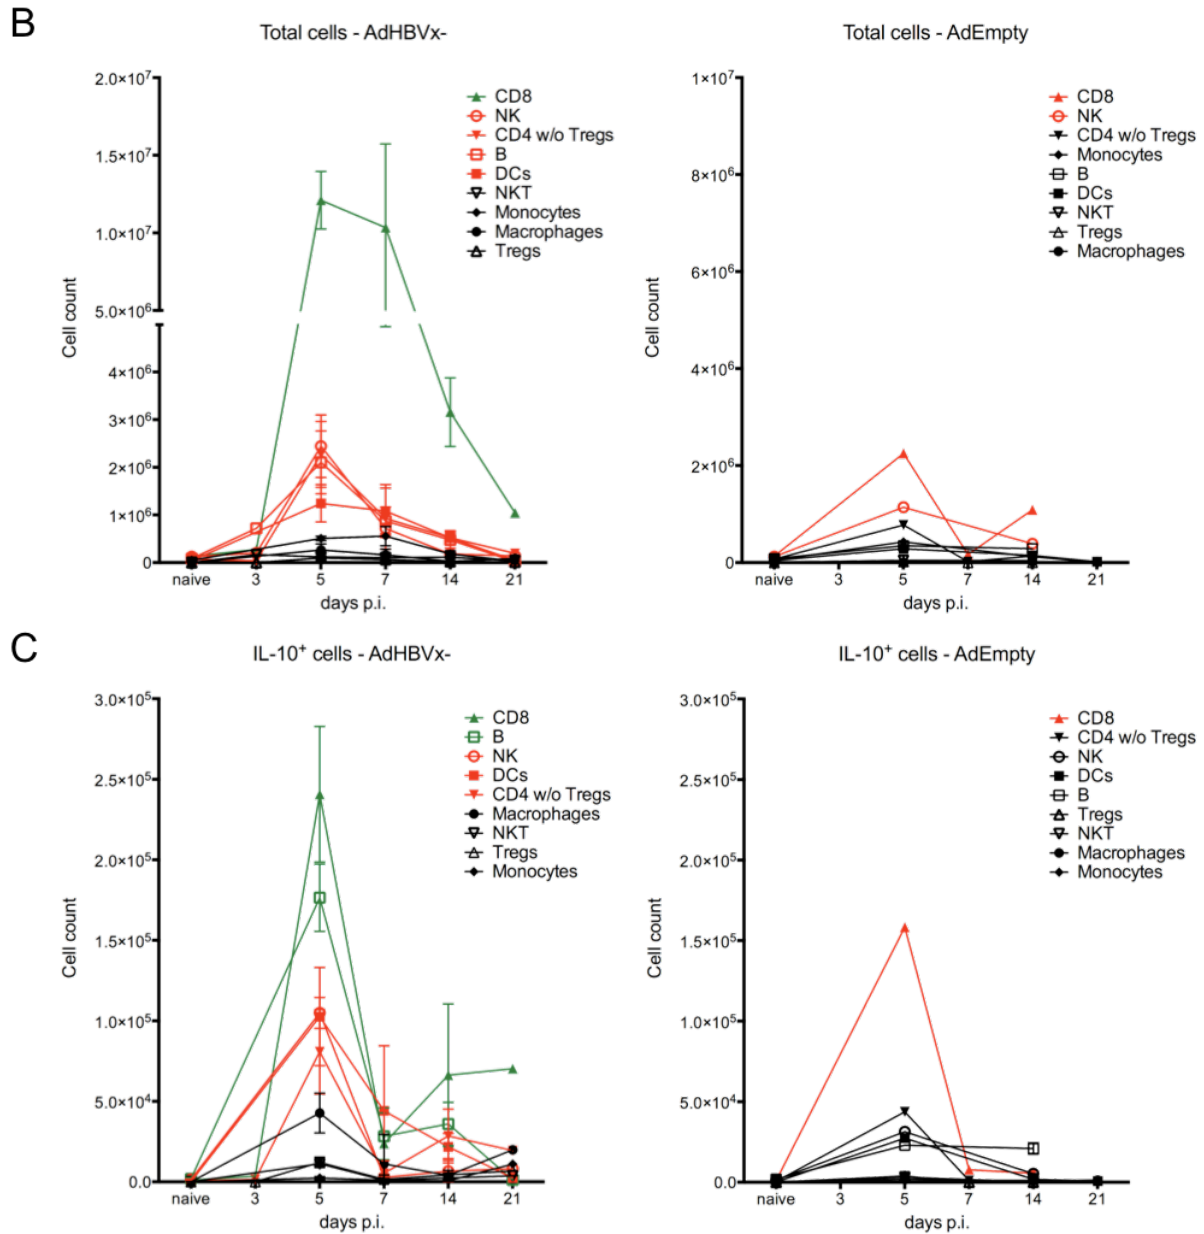 B
Total cells - AdHBVx-
2.0×10⁷
1.5×10⁷
1.0×10⁷
5.0×10⁶
4×10⁶
3×10⁶
2×10⁶
1×10⁶
0
Cell count
naive 3 5 7 14 21
days p.i.
CD8
NK
CD4 w/o Tregs
B
DCs
NKT
Monocytes
Macrophages
Tregs
Total cells - AdEmpty
1×10⁷
8×10⁶
6×10⁶
4×10⁶
2×10⁶
0
Cell count
naive 3 5 7 14 21
days p.i.
CD8
NK
CD4 w/o Tregs
Monocytes
B
DCs
NKT
Tregs
Macrophages
C
IL-10⁺ cells - AdHBVx-
3.0×10⁵
2.5×10⁵
2.0×10⁵
1.5×10⁵
1.0×10⁵
5.0×10⁴
0.0
Cell count
naive 3 5 7 14 21
days p.i.
CD8
B
NK
DCs
CD4 w/o Tregs
Macrophages
NKT
Tregs
Monocytes
IL-10⁺ cells - AdEmpty
3.0×10⁵
2.5×10⁵
2.0×10⁵
1.5×10⁵
1.0×10⁵
5.0×10⁴
0.0
Cell count
naive 3 5 7 14 21
days p.i.
CD8
CD4 w/o Tregs
NK
DCs
B
Tregs
NKT
Macrophages
Monocytes